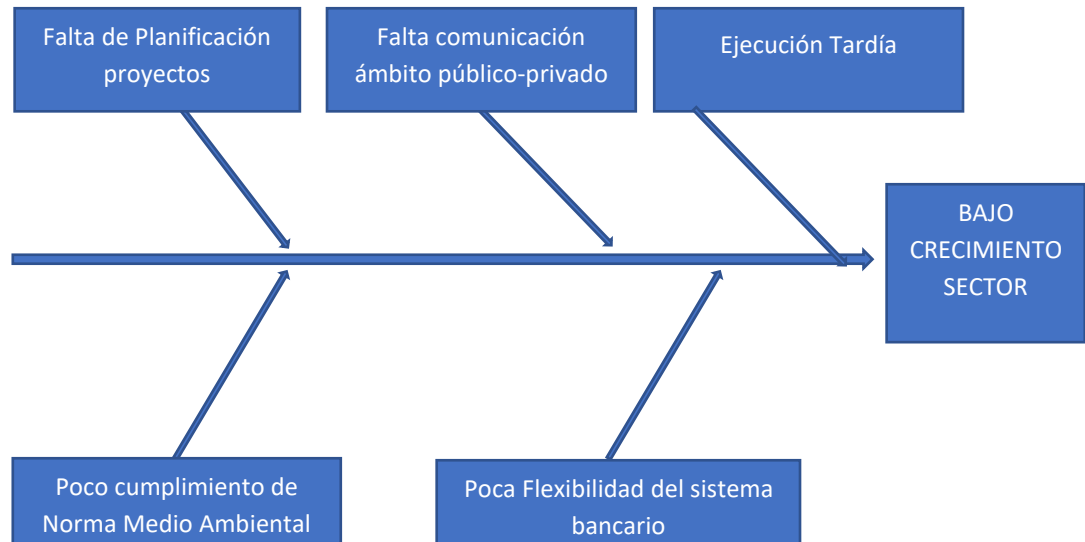 Falta de Planificación
proyectos
Falta comunicación
ámbito público-privado
Ejecución Tardía
BAJO
CRECIMIENTO
SECTOR
Poco cumplimiento de
Norma Medio Ambiental
Poca Flexibilidad del sistema
bancario